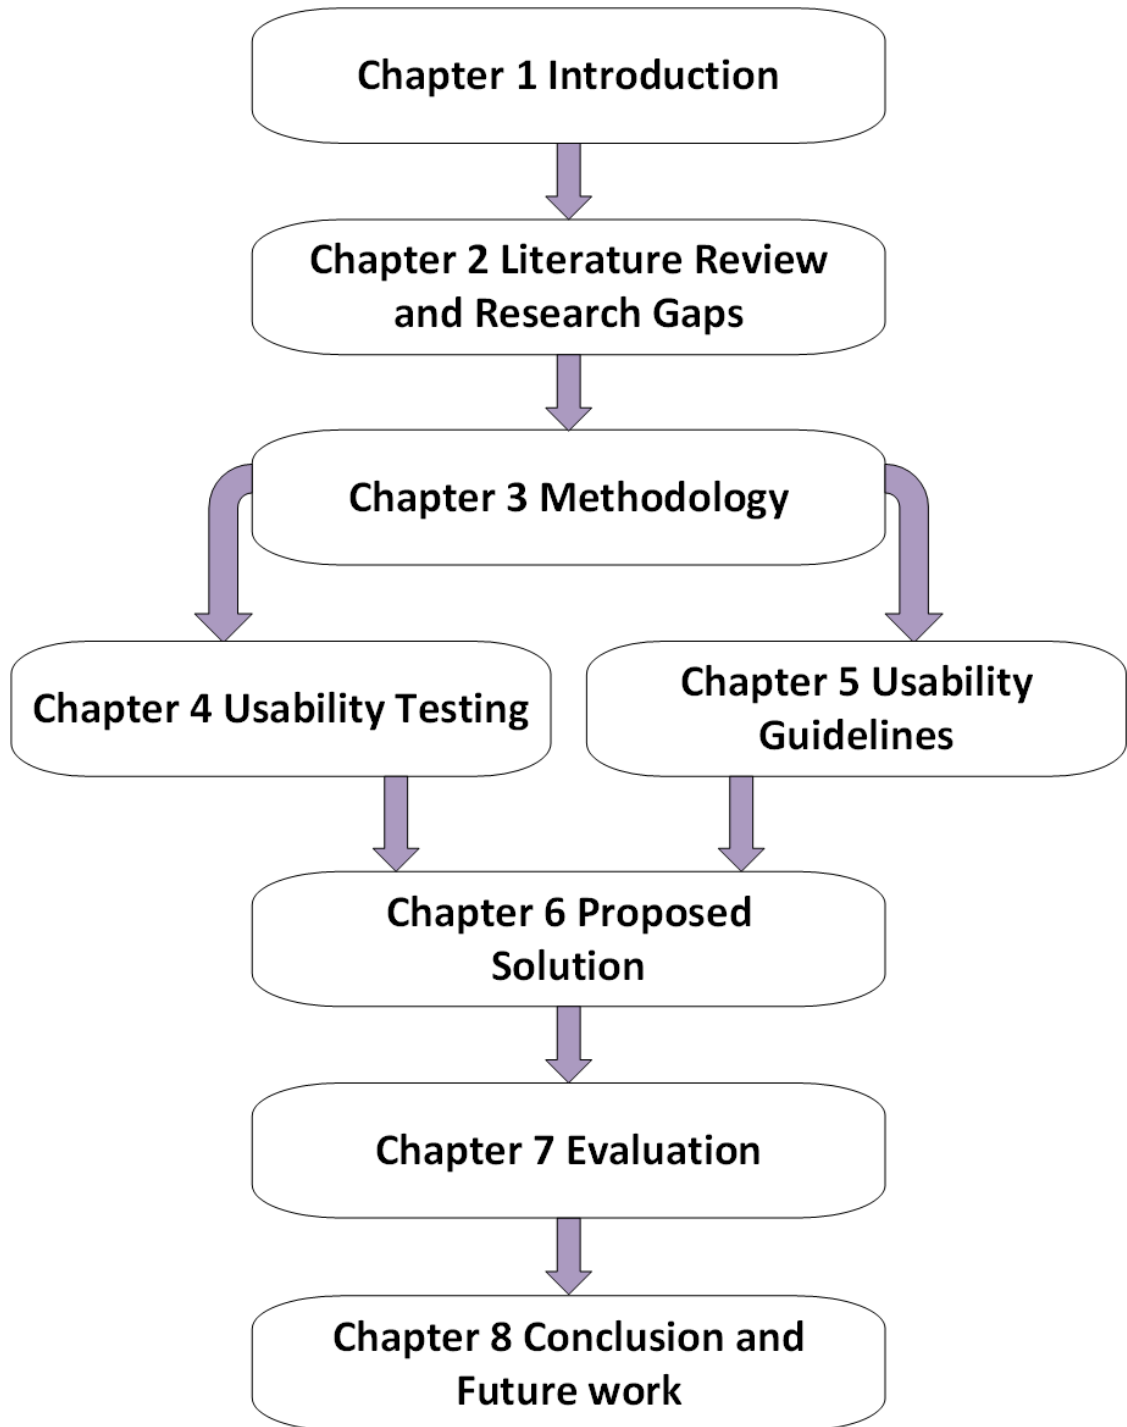 Chapter 1 Introduction
Chapter 2 Literature Review
and Research Gaps
Chapter 3 Methodology
Chapter 4 Usability Testing
Chapter 5 Usability
Guidelines
Chapter 6 Proposed
Solution
Chapter 7 Evaluation
Chapter 8 Conclusion and
Future work